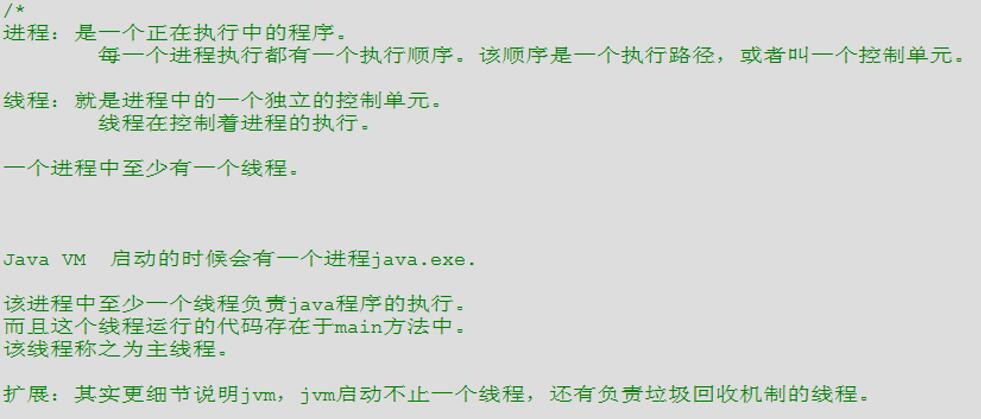 /*
进程：是一个正在执行中的程序。
每一个进程执行都有一个执行顺序。该顺序是一个执行路径，或者叫一个控制单元。
线程：就是进程中的一个独立的控制单元。
线程在控制着进程的执行。
一个进程中至少有一个线程。
Java VM 启动的时候会有一个进程java.exe.
该进程中至少一个线程负责java程序的执行。
而且这个线程运行的代码存在于main方法中。
该线程称之为主线程。
扩展：其实更细节说明jvm，jvm启动不止一个线程，还有负责垃圾回收机制的线程。